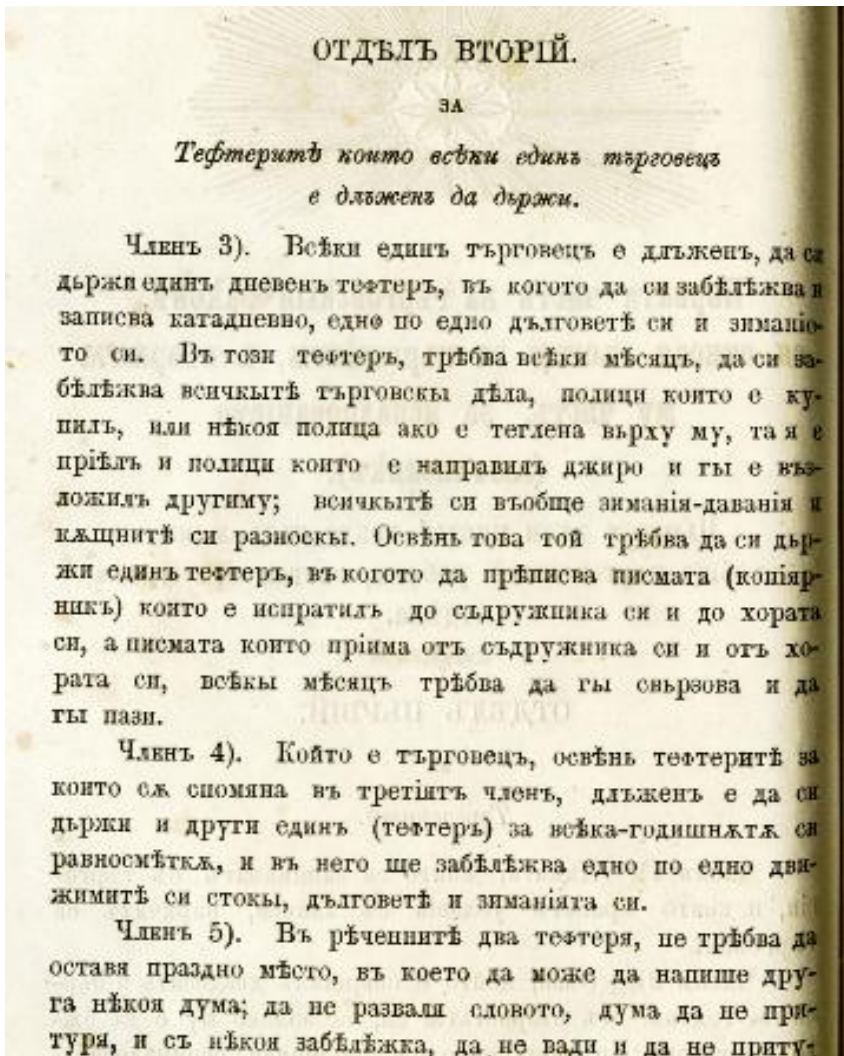 ОТДѢЛЪ ВТОРІЙ.
ЗА
Тефтеритѣ които всѣки единъ търговецъ
е длъженъ да държи.
Членъ 3). Всѣки единъ търговецъ е длъженъ, да си
дьржи единъ дневенъ тефтеръ, въ когото да си забѣлѣжва и
записва катадневно, едно по едно дълговетѣ си и зиманіе-
то си. Въ този тефтеръ, трѣбва всѣки мѣсяцъ, да си за-
бѣлѣжва всичкытѣ търговскы дѣла, полици които е ку-
пилъ, или нѣкоя полица ако е теглена вьрху му, та я е
пріѣлъ и полици които е направилъ джиро и гы е въз-
ложилъ другиму; всичкытѣ си въобще зиманія-даванія и
кѫщнитѣ си разноскы. Освѣнь това той трѣбва да си дьр-
жи единъ тефтеръ, въ когото да прѣписва писмата (копіяр-
никъ) които е испратилъ до съдружника си и до хората
си, а писмата които пріима отъ съдружника си и отъ хо-
рата си, всѣкы мѣсяцъ трѣбва да гы свьрзова и да
гы пази.
Членъ 4). Който е търговецъ, освѣнь тефтеритѣ за
които сѫ спомяна въ третіятъ членъ, длъженъ е да си
дьржи и други единъ (тефтеръ) за всѣка-годишнѫтѫ си
равносмѣткѫ, и въ него ще забѣлѣжва едно по едно дви-
жимитѣ си стокы, дълговетѣ и зиманіята си.
Членъ 5). Въ рѣченнитѣ два тефтеря, не трѣбва да
оставя праздно мѣсто, въ което да може да напише дру-
га нѣкоя дума; да не разваля словото, дума да не при-
туря, и съ нѣкоя забѣлѣжка, да не вади и да не приту-